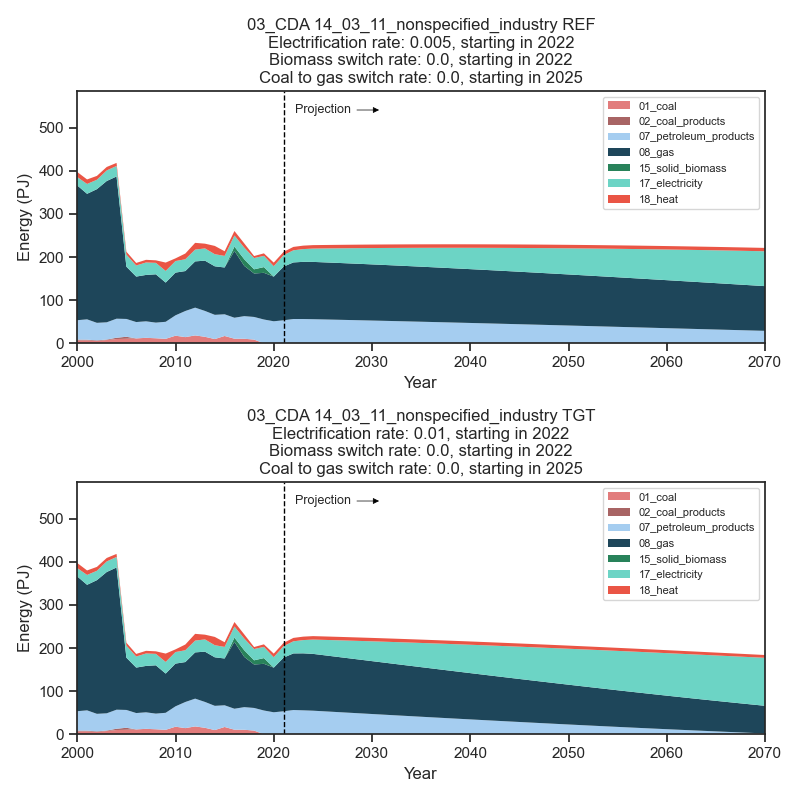 03_CDA 14_03_11_nonspecified_industry REF
Electrification rate: 0.005, starting in 2022
Biomass switch rate: 0.0, starting in 2022
Coal to gas switch rate: 0.0, starting in 2025
Projection
01_coal
02_coal_products
07_petroleum_products
08_gas
15_solid_biomass
17_electricity
18_heat
Energy (PJ)
500
400
300
200
100
0
2000 2010 2020 2030 2040 2050 2060 2070
Year
03_CDA 14_03_11_nonspecified_industry TGT
Electrification rate: 0.01, starting in 2022
Biomass switch rate: 0.0, starting in 2022
Coal to gas switch rate: 0.0, starting in 2025
Projection
01_coal
02_coal_products
07_petroleum_products
08_gas
15_solid_biomass
17_electricity
18_heat
Energy (PJ)
500
400
300
200
100
0
2000 2010 2020 2030 2040 2050 2060 2070
Year